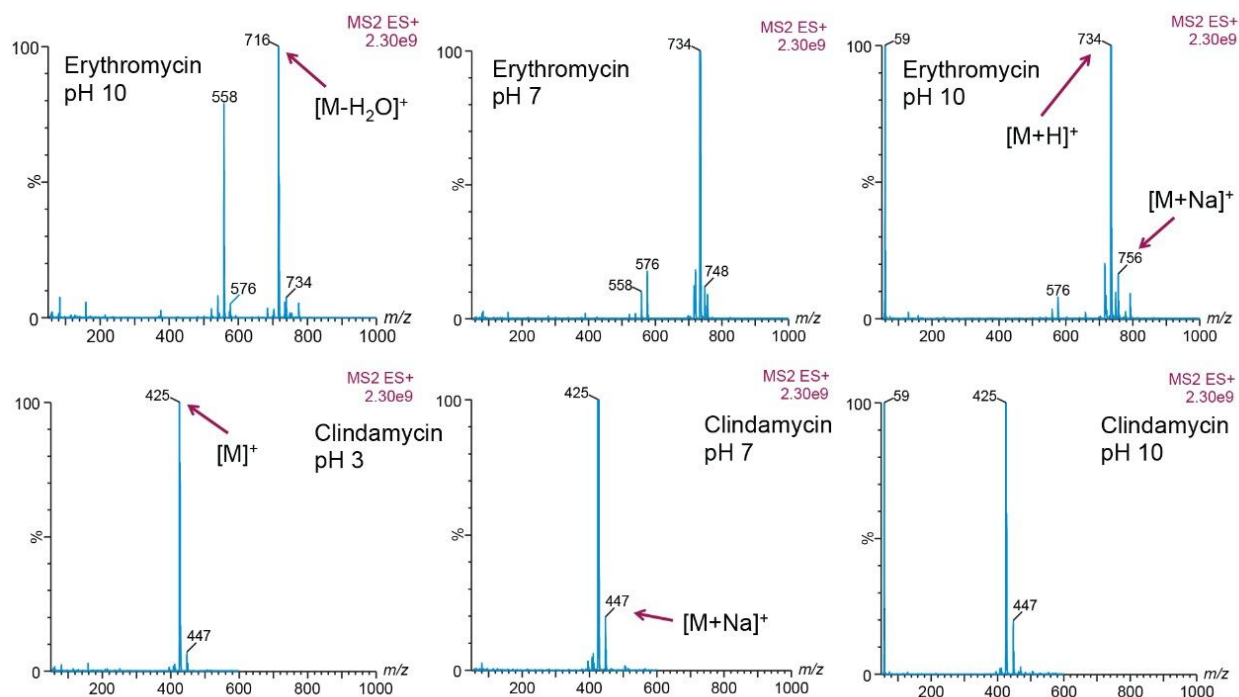 MS2 ES+
2.30e9
Erythromycin
pH 10
716
558
[M-H₂O]⁺
576
734
100
%
0
200
400
600
800
1000
m/z
MS2 ES+
2.30e9
Erythromycin
pH 7
734
558
576
748
100
%
0
200
400
600
800
1000
m/z
MS2 ES+
2.30e9
59
734
Erythromycin
pH 10
[M+H]⁺
[M+Na]⁺
756
576
100
%
0
200
400
600
800
1000
m/z
MS2 ES+
2.30e9
425
Clindamycin
pH 3
[M]⁺
447
100
%
0
200
400
600
800
1000
m/z
MS2 ES+
2.30e9
425
Clindamycin
pH 7
447
[M+Na]⁺
100
%
0
200
400
600
800
1000
m/z
MS2 ES+
2.30e9
59
425
Clindamycin
pH 10
447
100
%
0
200
400
600
800
1000
m/z